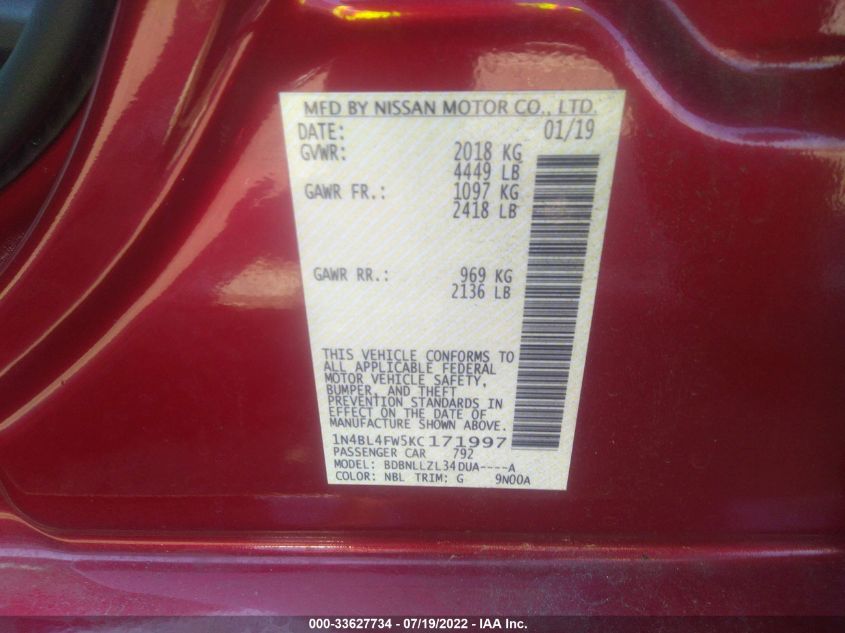 MFD BY NISSAN MOTOR CO., LTD.
DATE: 01/19
GVWR: 2018 KG
4449 LB
GAWR FR.: 1097 KG
2418 LB
GAWR RR.: 969 KG
2136 LB
THIS VEHICLE CONFORMS TO
ALL APPLICABLE FEDERAL
MOTOR VEHICLE SAFETY,
BUMPER, AND THEFT
PREVENTION STANDARDS IN
EFFECT ON THE DATE OF
MANUFACTURE SHOWN ABOVE.
1N4BL4FW5KC171997
PASSENGER CAR 792
MODEL: BDBNLLZL34DUA----A
COLOR: NBL TRIM: G 9N00A
000-33627734 - 07/19/2022 - IAA Inc.